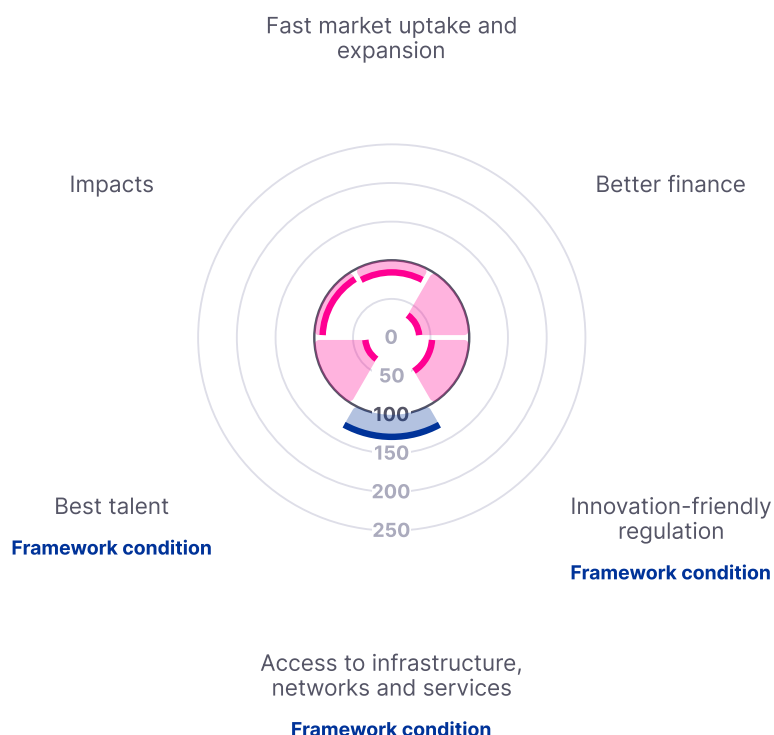 Fast market uptake and
expansion
Impacts
Better finance
0
50
100
150
200
250
Best talent
Framework condition
Innovation-friendly
regulation
Framework condition
Access to infrastructure,
networks and services
Framework condition